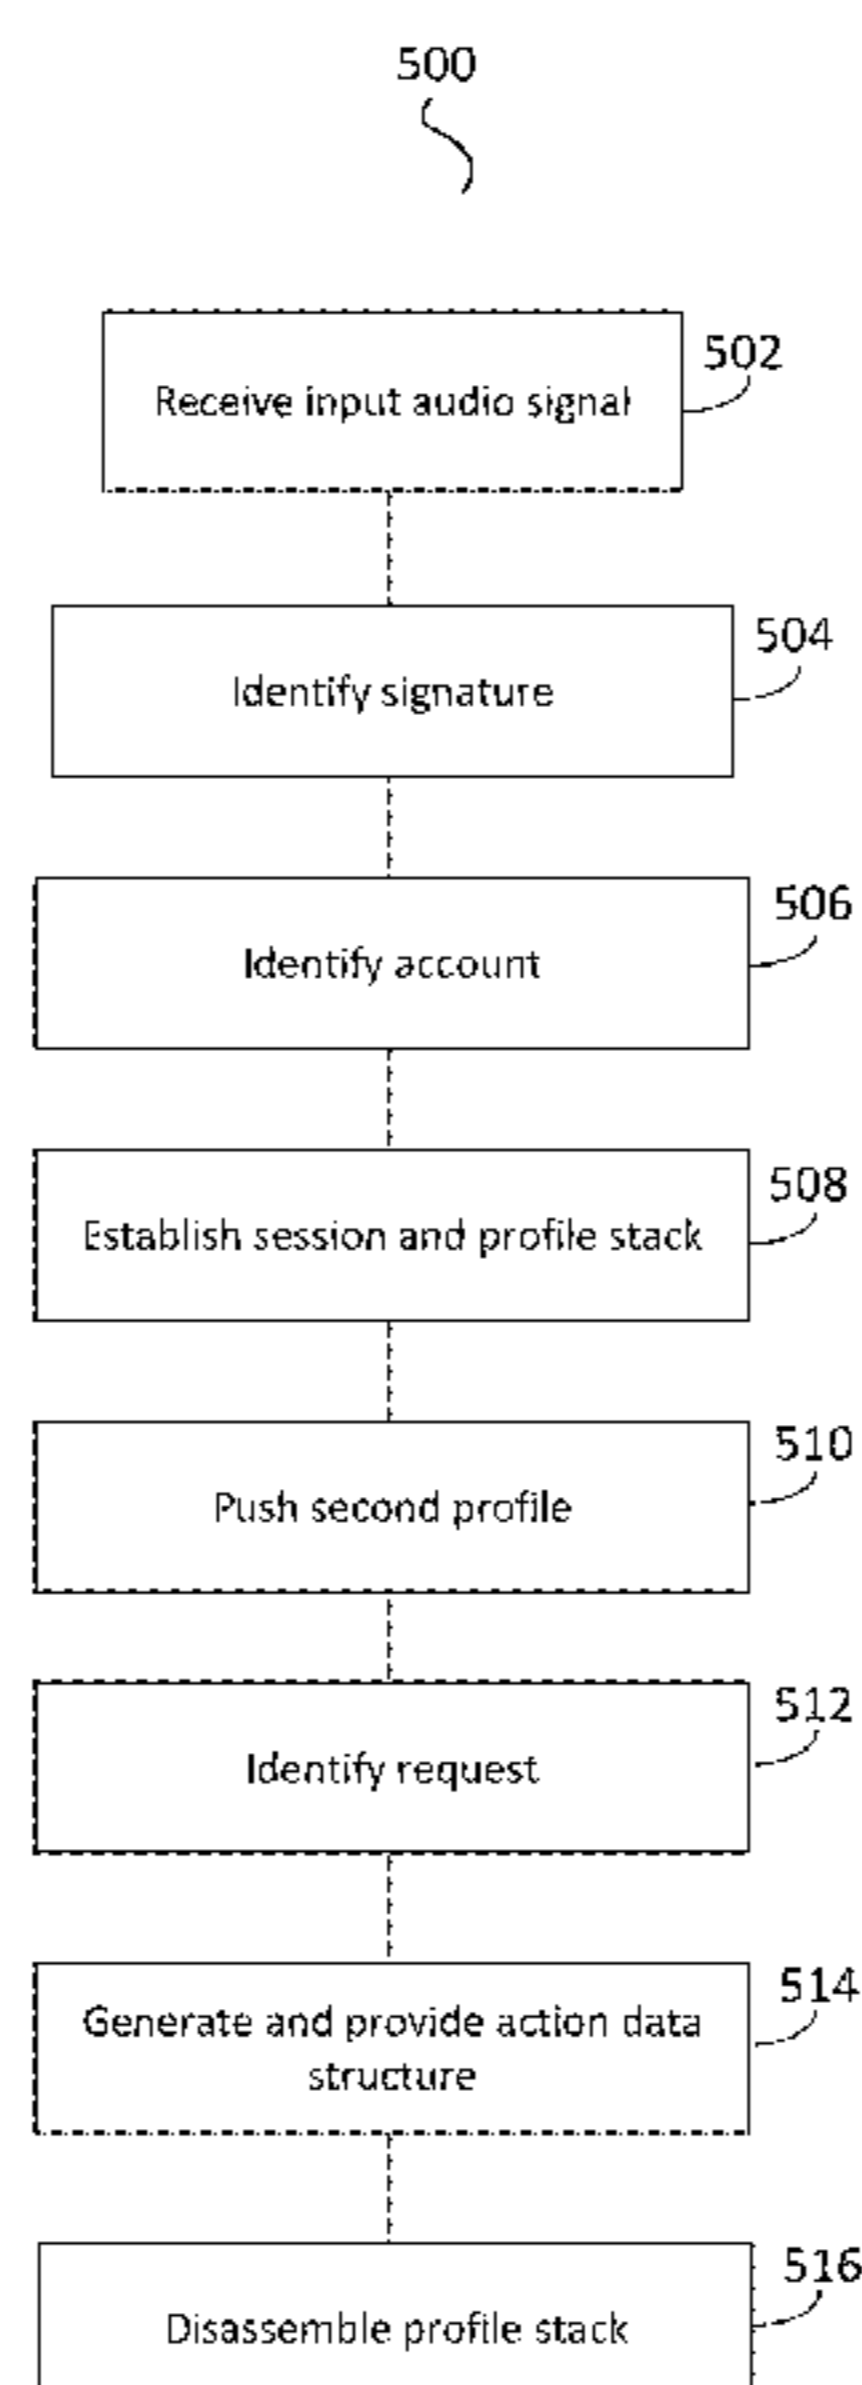 500
502
Receive input audio signal
504
Identify signature
506
Identify account
508
Establish session and profile stack
510
Push second profile
512
Identify request
514
Generate and provide action data
structure
516
Disassemble profile stack